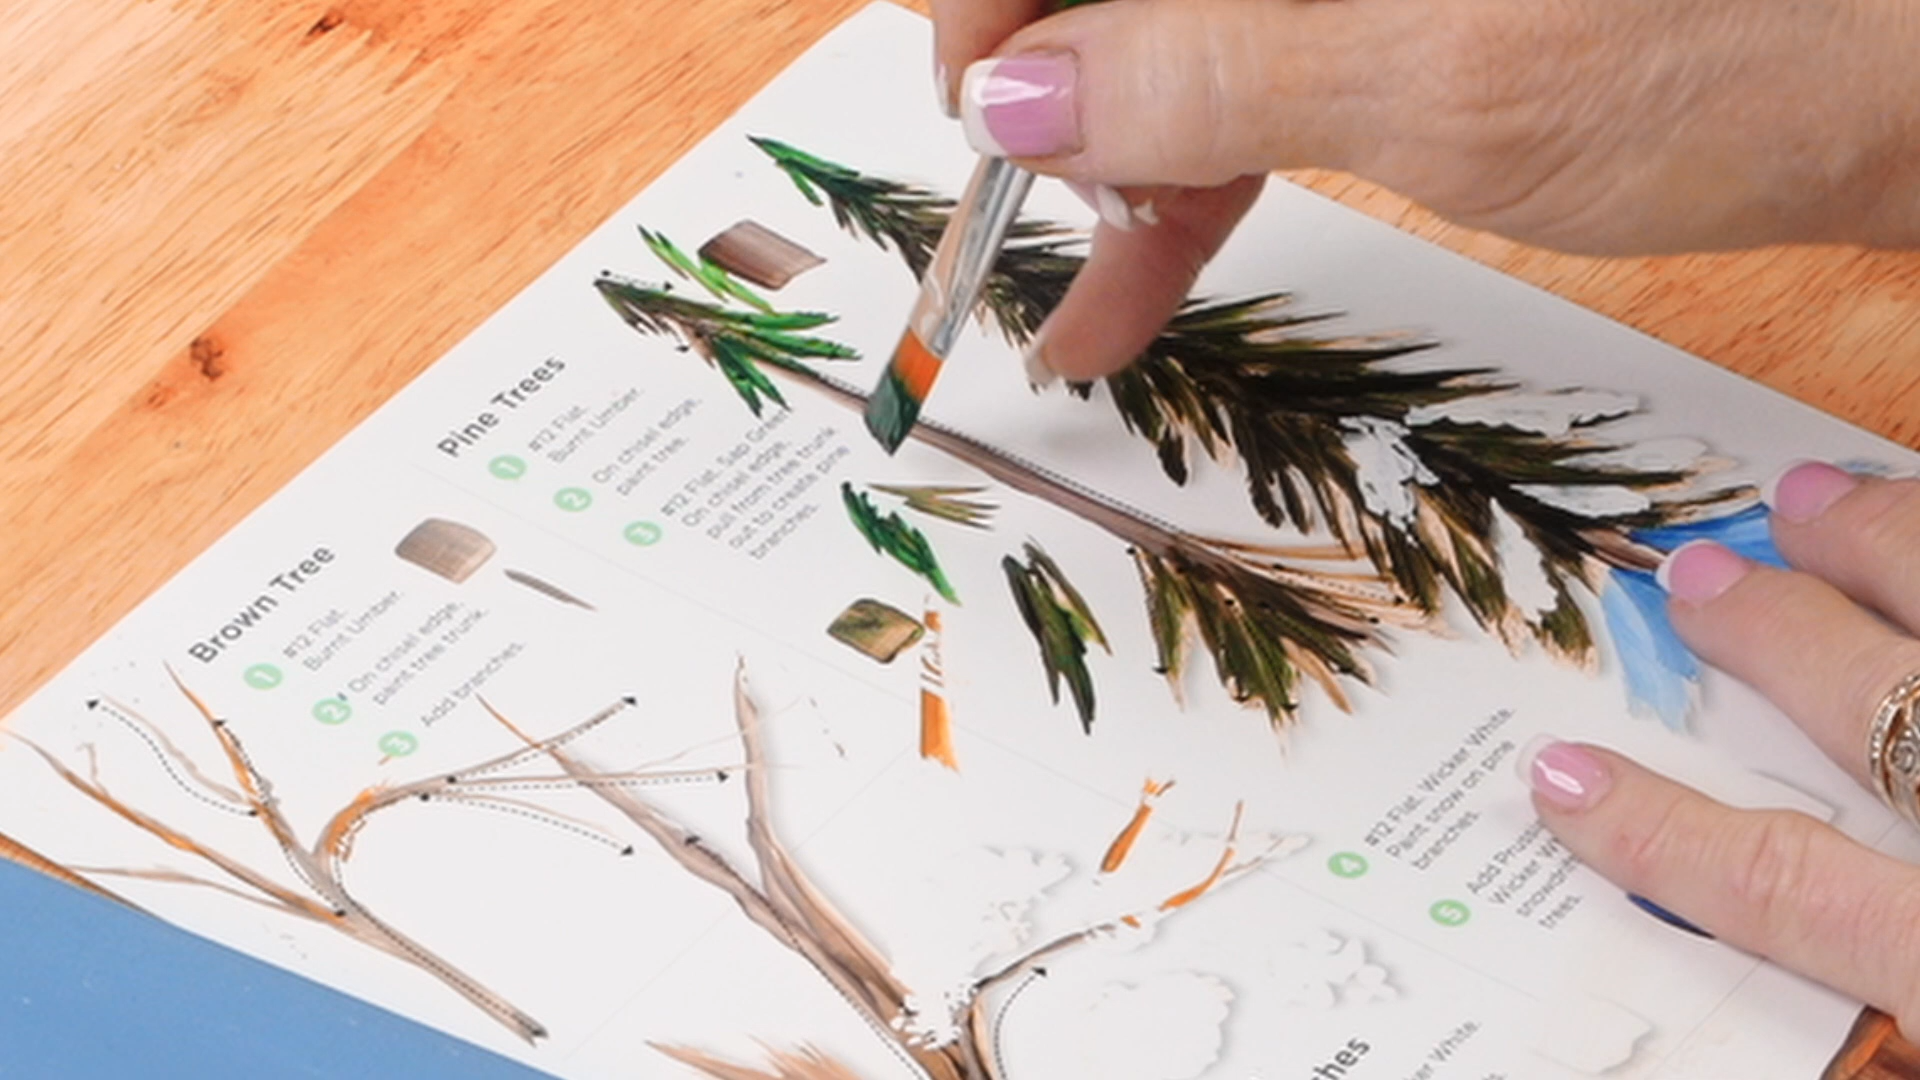 Pine Trees
1 #12 Flat.
Burnt Umber.
2 On chisel edge,
paint tree.
3 #12 Flat. Sap Green
On chisel edge,
pull from tree trunk
out to create pine
branches.
Brown Tree
1 #12 Flat.
Burnt Umber.
2 On chisel edge,
paint tree trunk.
3 Add branches.
4 #12 Flat. Wicker White.
Paint snow on pine
branches.
5 Add
Wicker
trees.
White.